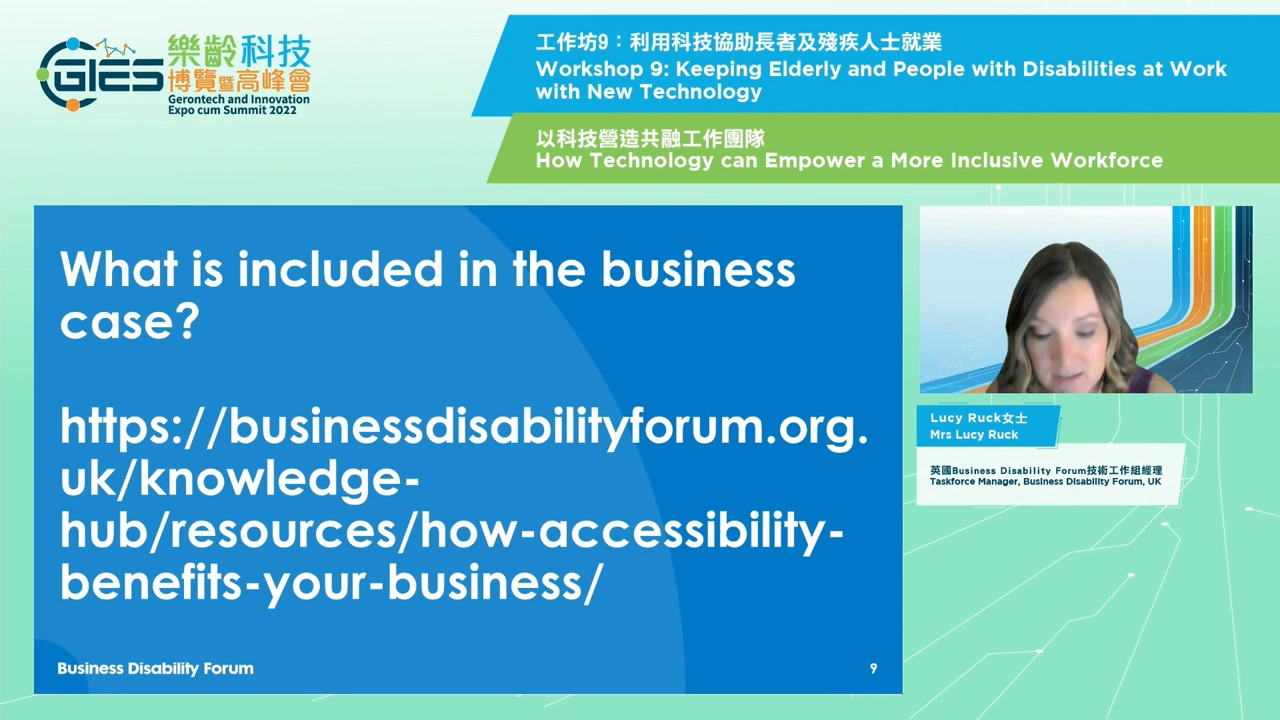 GIES
樂齡科技
博覽暨高峰會
Gerontech and Innovation
Expo cum Summit 2022
工作坊9：利用科技協助長者及殘疾人士就業
Workshop 9: Keeping Elderly and People with Disabilities at Work
with New Technology
以科技營造共融工作團隊
How Technology can Empower a More Inclusive Workforce
What is included in the business
case?
https://businessdisabilityforum.org.
uk/knowledge-
hub/resources/how-accessibility-
benefits-your-business/
Business Disability Forum
9
Lucy Ruck女士
Mrs Lucy Ruck
英國Business Disability Forum技術工作組經理
Taskforce Manager, Business Disability Forum, UK